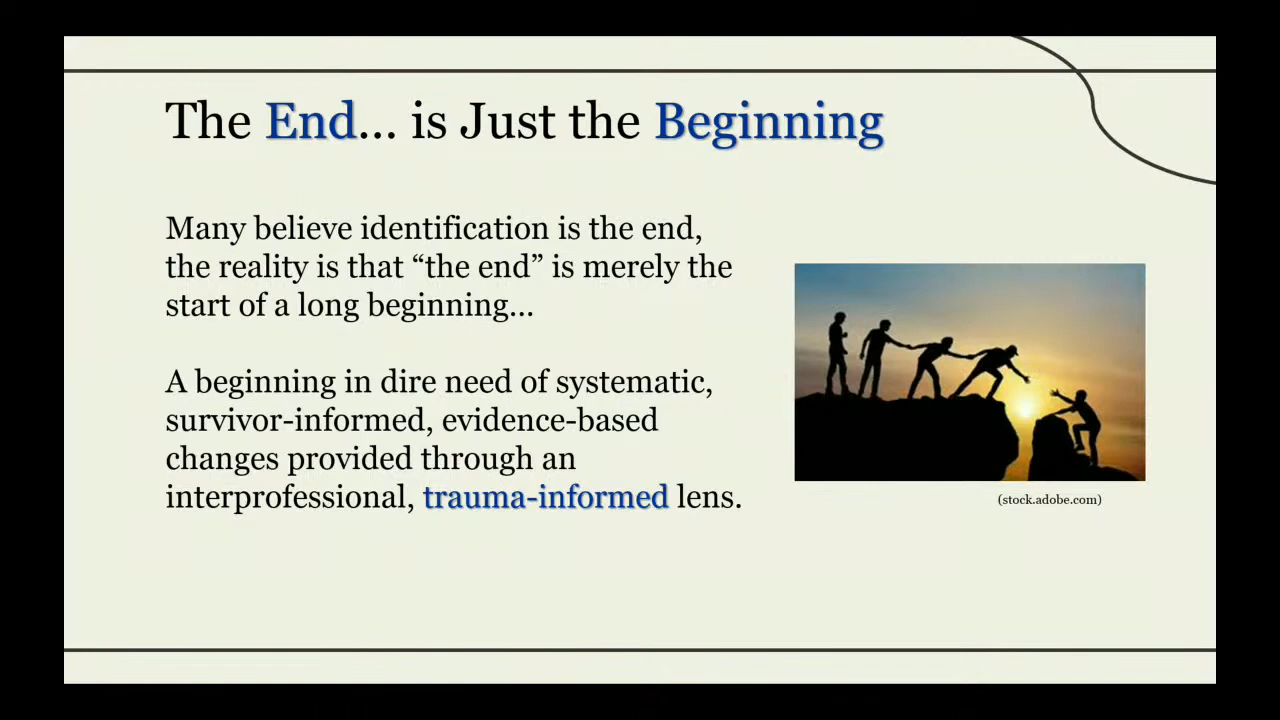 The End... is Just the Beginning
Many believe identification is the end,
the reality is that “the end” is merely the
start of a long beginning...
A beginning in dire need of systematic,
survivor-informed, evidence-based
changes provided through an
interprofessional, trauma-informed lens.
(stock.adobe.com)